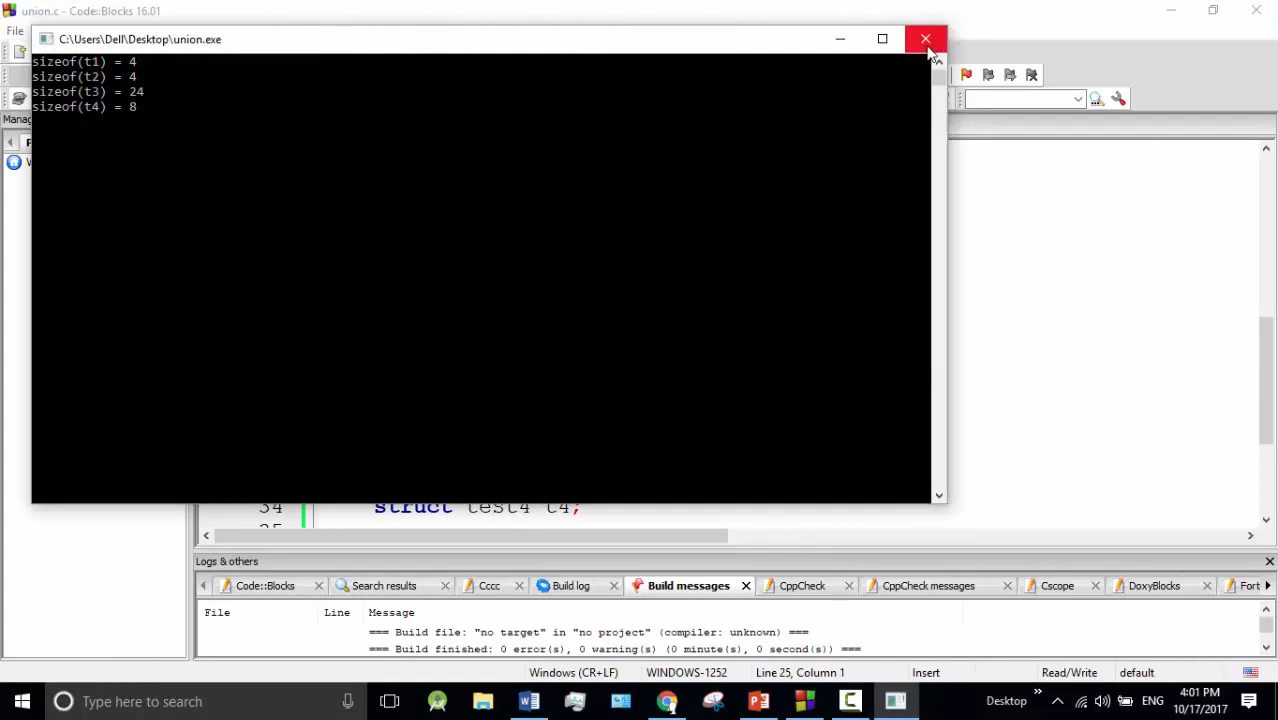 union.c - Code::Blocks 16.01
File
C:\Users\Dell\Desktop\union.exe
sizeof(t1) = 4
sizeof(t2) = 4
sizeof(t3) = 24
sizeof(t4) = 8
Manag
34 struct test4 t4;
Logs & others
Code::Blocks Search results Cccc Build log Build messages CppCheck CppCheck messages Cscope DoxyBlocks Fort
File Line Message
=== Build file: "no target" in "no project" (compiler: unknown) ===
=== Build finished: 0 error(s), 0 warning(s) (0 minute(s), 0 second(s)) ===
Windows (CR+LF) WINDOWS-1252 Line 25, Column 1 Insert Read/Write default
Type here to search
Desktop
ENG
4:01 PM
10/17/2017